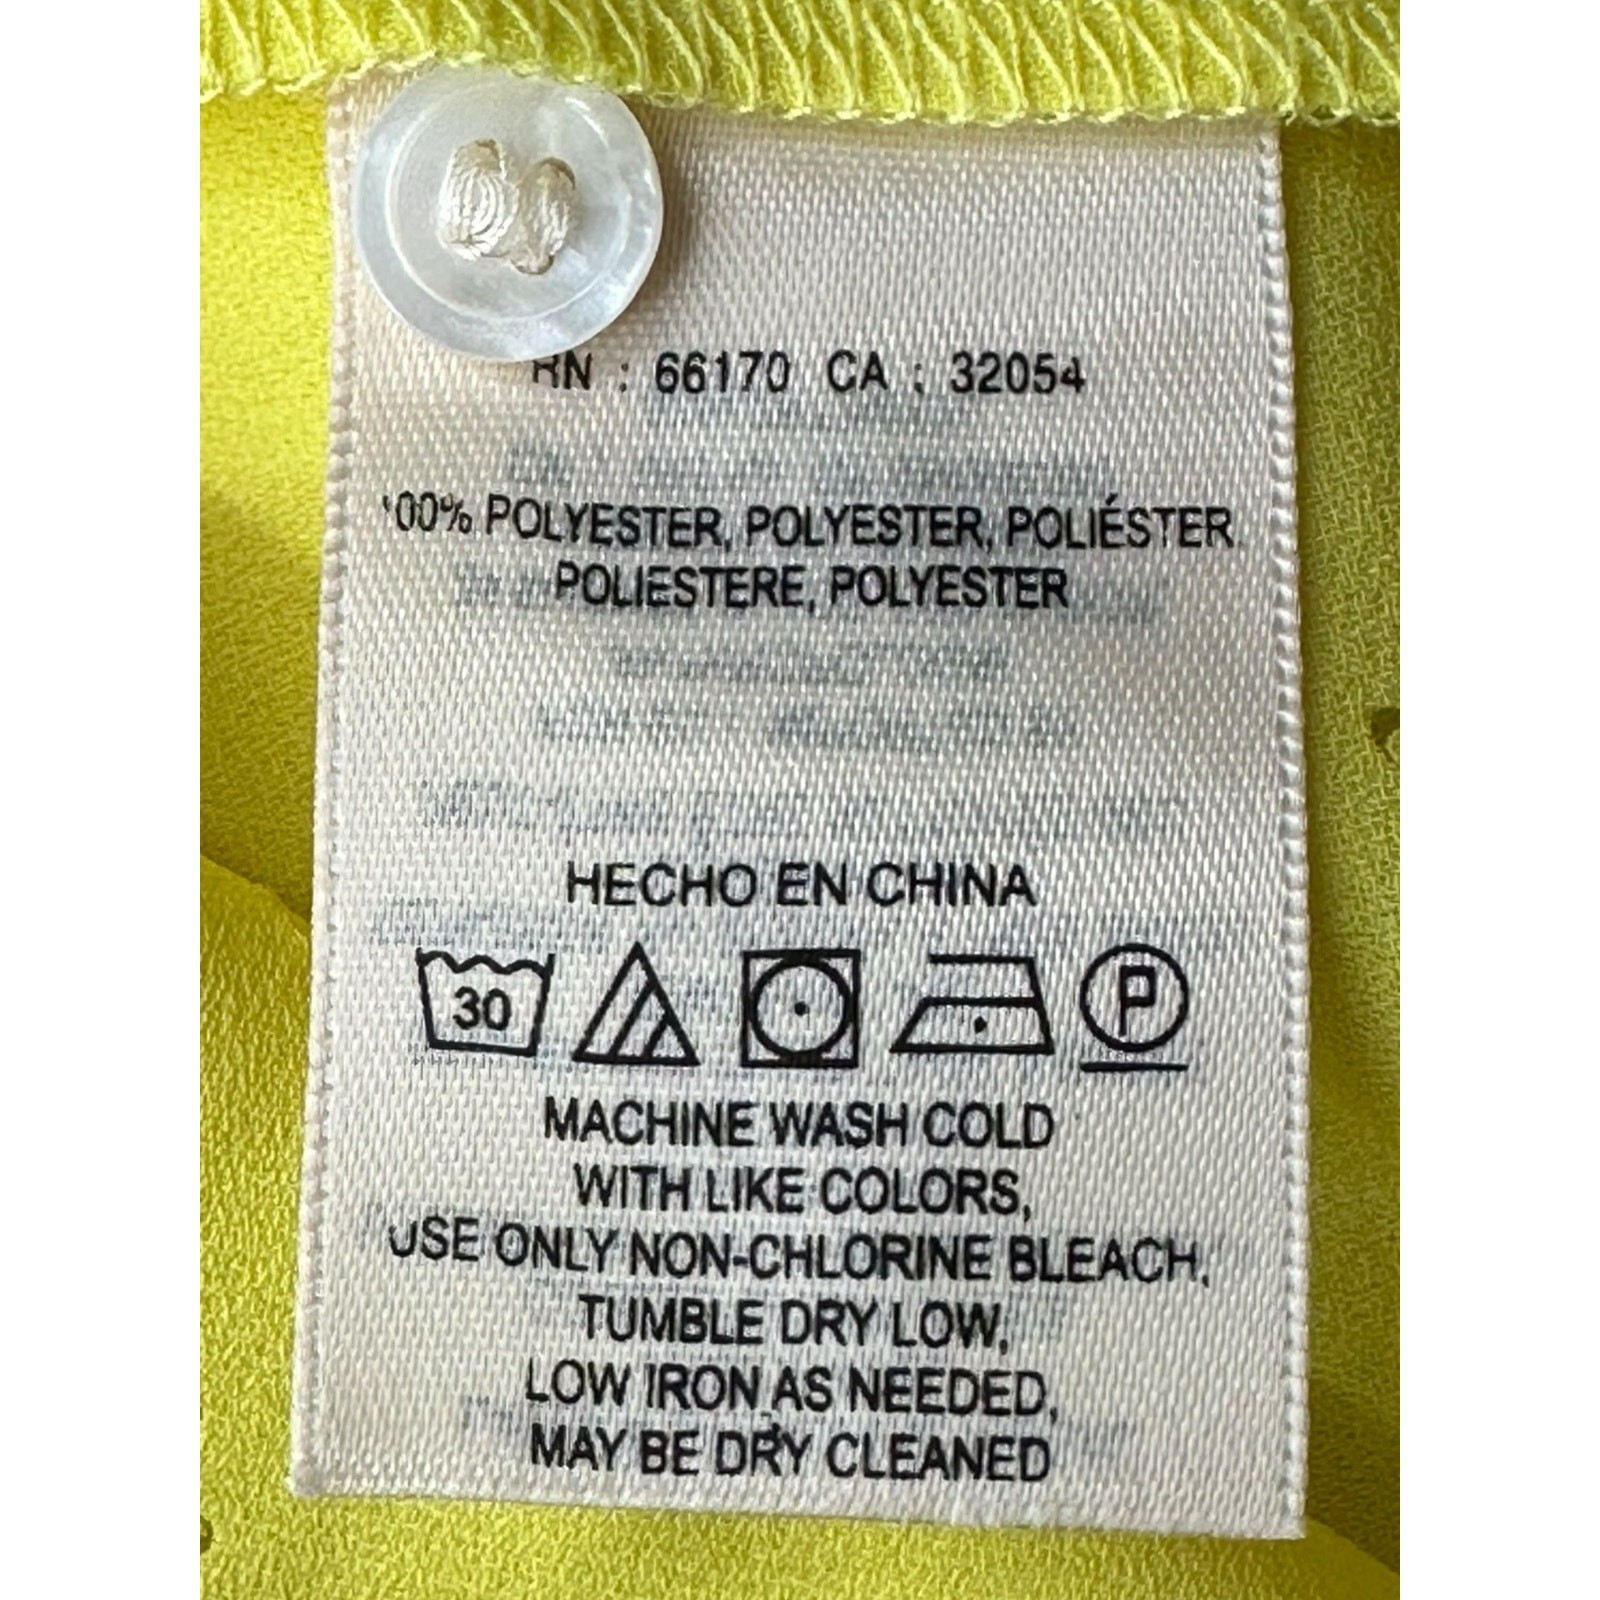 RN : 66170 CA : 32054
100% POLYESTER, POLYESTER, POLIÉSTER
POLIESTERE, POLYESTER
HECHO EN CHINA
30
P
MACHINE WASH COLD
WITH LIKE COLORS,
USE ONLY NON-CHLORINE BLEACH,
TUMBLE DRY LOW,
LOW IRON AS NEEDED,
MAY BE DRY CLEANED